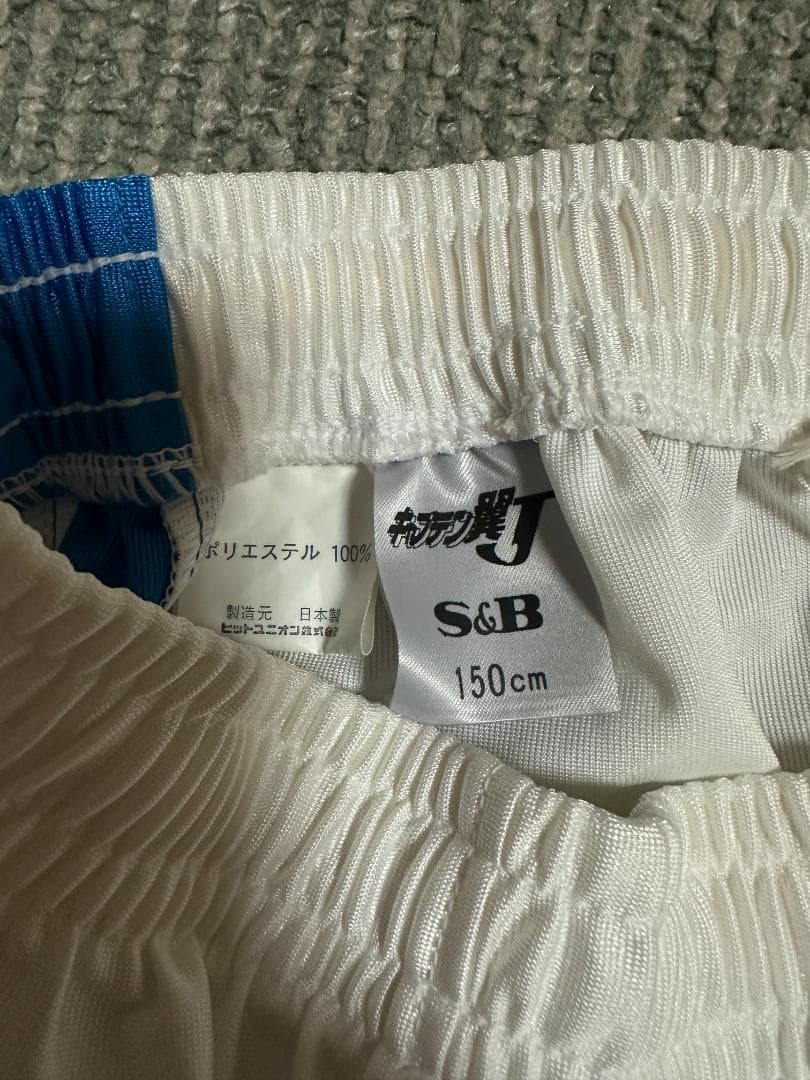 ポリエステル 100%
製造元 日本製
ヒットユニオン株式会社
キャプテン翼J
S&B
150cm